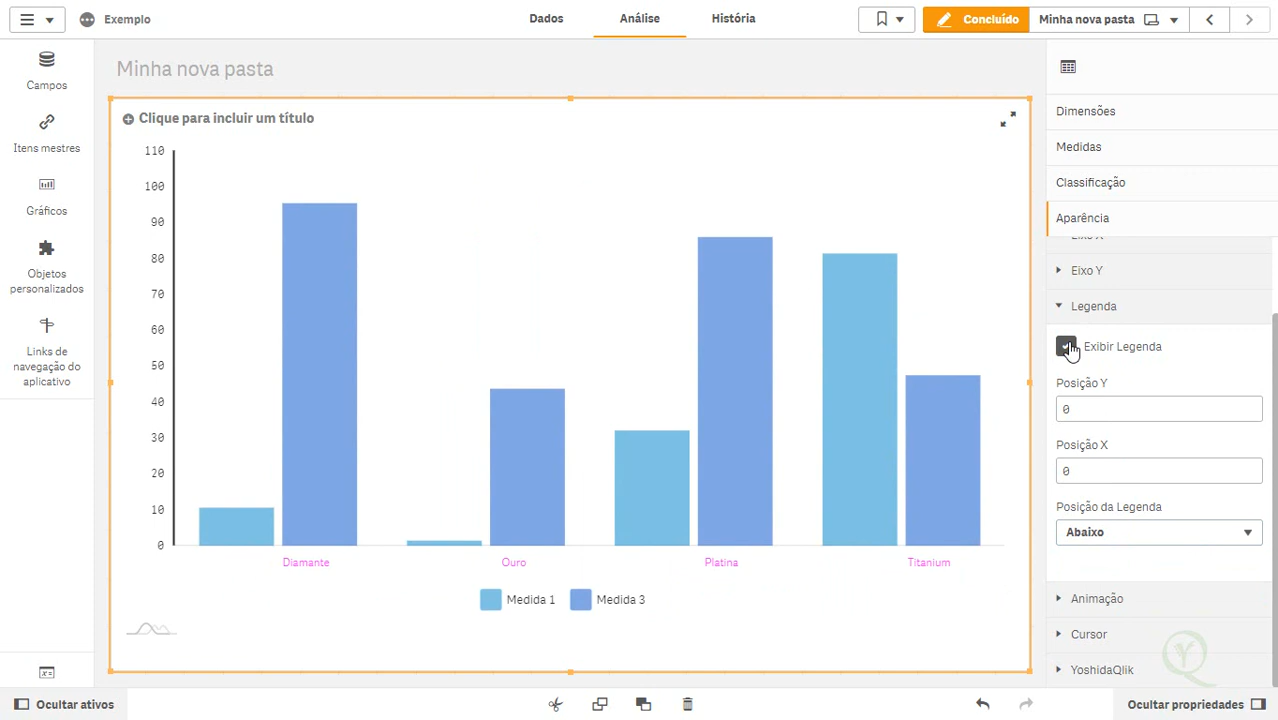 Exemplo
Dados
Análise
História
Concluído
Minha nova pasta
Campos
Itens mestres
Gráficos
Objetos
personalizados
Links de
navegação do
aplicativo
Minha nova pasta
Clique para incluir um título
110
100
90
80
70
60
50
40
30
20
10
0
Diamante
Ouro
Platina
Titanium
Medida 1
Medida 3
Dimensões
Medidas
Classificação
Aparência
Eixo X
Eixo Y
Legenda
Exibir Legenda
Posição Y
0
Posição X
0
Posição da Legenda
Abaixo
Animação
Cursor
YoshidaQlik
Ocultar ativos
Ocultar propriedades